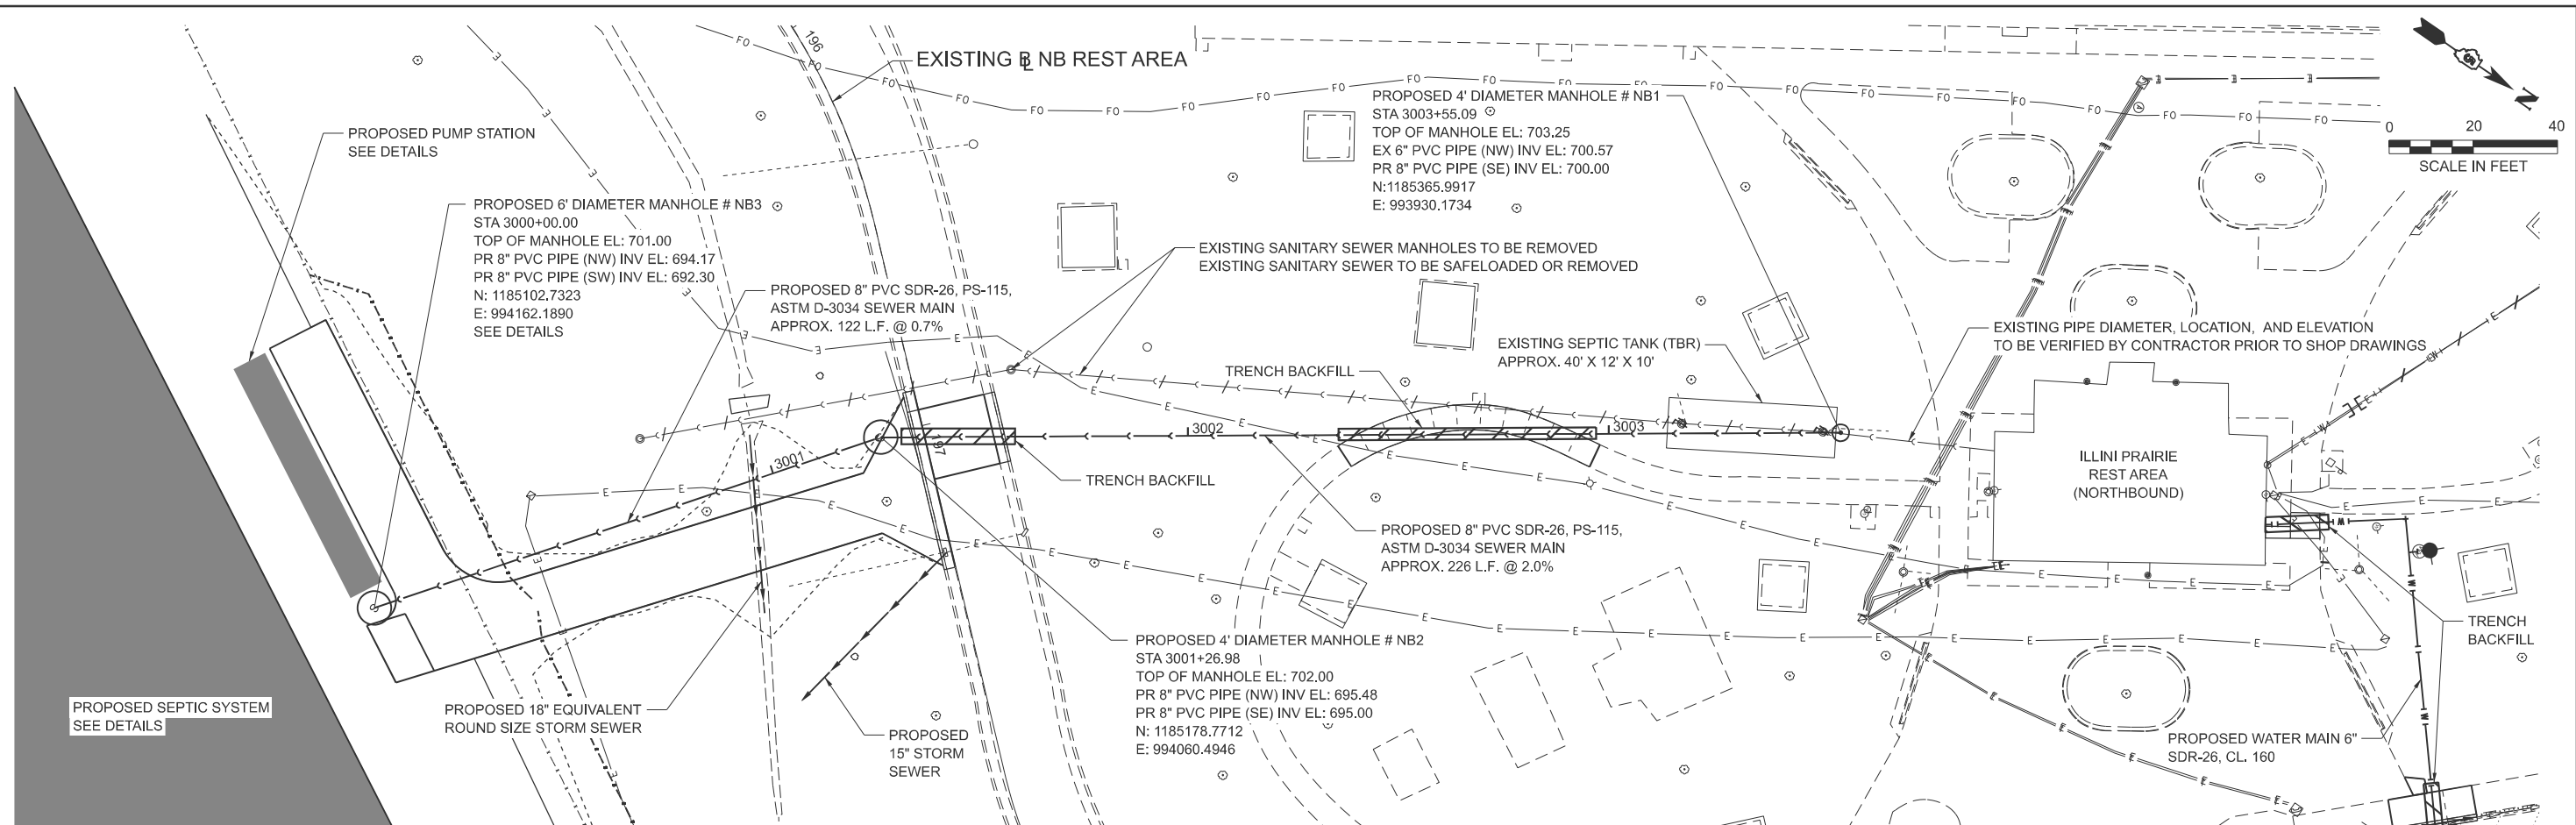 196
EXISTING BL NB REST AREA
PROPOSED PUMP STATION
SEE DETAILS
PROPOSED 6' DIAMETER MANHOLE # NB3
STA 3000+00.00
TOP OF MANHOLE EL: 701.00
PR 8" PVC PIPE (NW) INV EL: 694.17
PR 8" PVC PIPE (SW) INV EL: 692.30
N: 1185102.7323
E: 994162.1890
SEE DETAILS
PROPOSED 8" PVC SDR-26, PS-115,
ASTM D-3034 SEWER MAIN
APPROX. 122 L.F. @ 0.7%
PROPOSED 4' DIAMETER MANHOLE # NB1
STA 3003+55.09
TOP OF MANHOLE EL: 703.25
EX 6" PVC PIPE (NW) INV EL: 700.57
PR 8" PVC PIPE (SE) INV EL: 700.00
N:1185365.9917
E: 993930.1734
EXISTING SANITARY SEWER MANHOLES TO BE REMOVED
EXISTING SANITARY SEWER TO BE SAFELOADED OR REMOVED
N
0 20 40
SCALE IN FEET
EXISTING PIPE DIAMETER, LOCATION, AND ELEVATION
TO BE VERIFIED BY CONTRACTOR PRIOR TO SHOP DRAWINGS
EXISTING SEPTIC TANK (TBR)
APPROX. 40' X 12' X 10'
TRENCH BACKFILL
3001
197
3002
3003
TRENCH BACKFILL
ILLINI PRAIRIE
REST AREA
(NORTHBOUND)
PROPOSED 8" PVC SDR-26, PS-115,
ASTM D-3034 SEWER MAIN
APPROX. 226 L.F. @ 2.0%
PROPOSED 4' DIAMETER MANHOLE # NB2
STA 3001+26.98
TOP OF MANHOLE EL: 702.00
PR 8" PVC PIPE (NW) INV EL: 695.48
PR 8" PVC PIPE (SE) INV EL: 695.00
N: 1185178.7712
E: 994060.4946
TRENCH
BACKFILL
PROPOSED SEPTIC SYSTEM
SEE DETAILS
PROPOSED 18" EQUIVALENT
ROUND SIZE STORM SEWER
PROPOSED
15" STORM
SEWER
PROPOSED WATER MAIN 6"
SDR-26, CL. 160